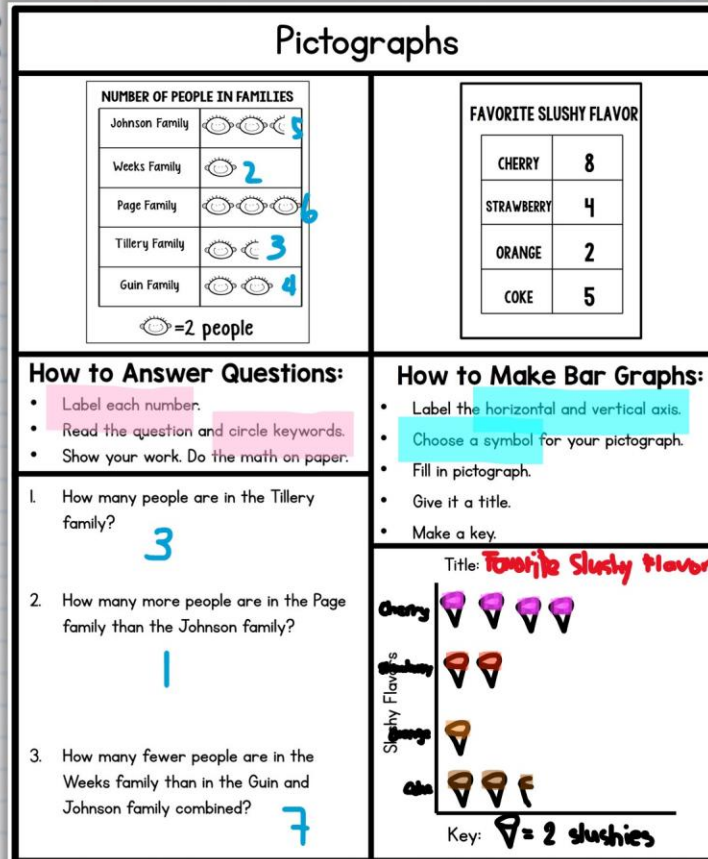 Pictographs
NUMBER OF PEOPLE IN FAMILIES
Johnson Family 5
Weeks Family 2
Page Family 6
Tillery Family 3
Guin Family 4
=2 people
FAVORITE SLUSHY FLAVOR
CHERRY 8
STRAWBERRY 4
ORANGE 2
COKE 5
How to Answer Questions:
• Label each number.
• Read the question and circle keywords.
• Show your work. Do the math on paper.
1. How many people are in the Tillery
family?
3
2. How many more people are in the Page
family than the Johnson family?
1
3. How many fewer people are in the
Weeks family than in the Guin and
Johnson family combined?
7
How to Make Bar Graphs:
• Label the horizontal and vertical axis.
• Choose a symbol for your pictograph.
• Fill in pictograph.
• Give it a title.
• Make a key.
Title: Favorite Slushy Flavor
Slushy Flavors
Cherry
Strawberry
Orange
Coke
Key: = 2 slushies